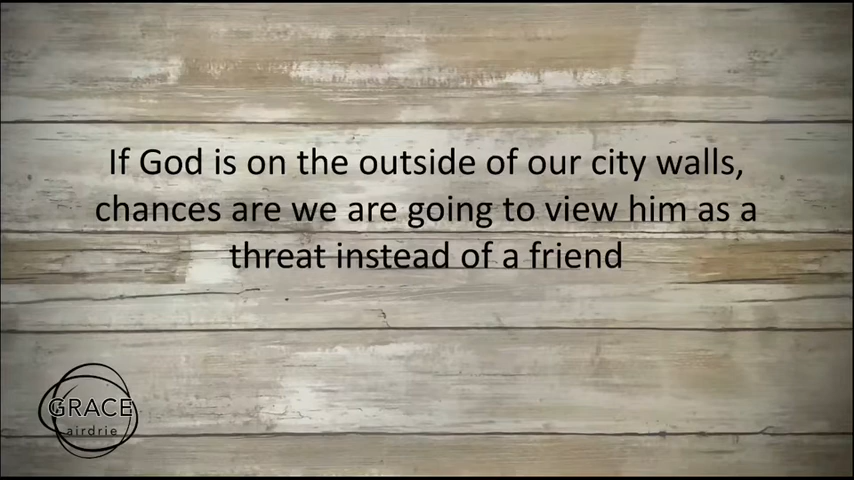 If God is on the outside of our city walls,
chances are we are going to view him as a
threat instead of a friend
GRACE
airdrie